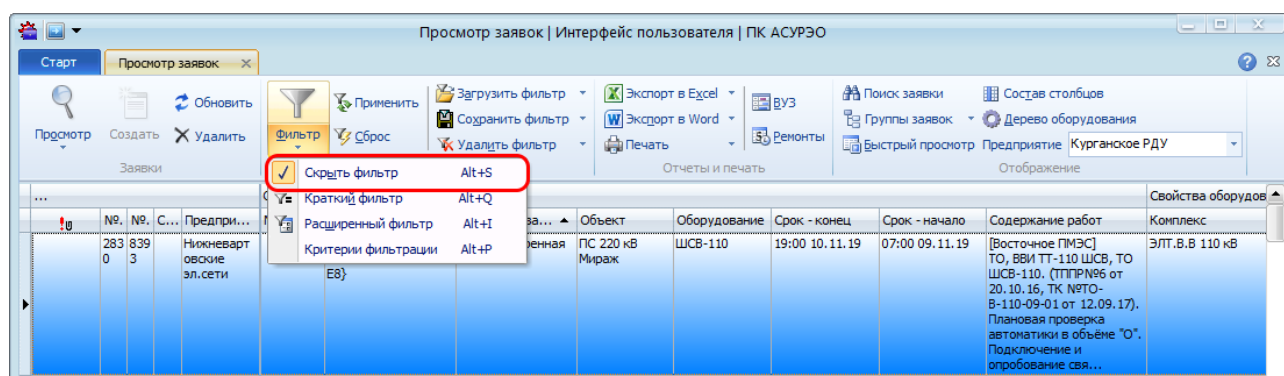 Просмотр заявок | Интерфейс пользователя | ПК АСУРЭО
Старт Просмотр заявок
Просмотр Создать Обновить Удалить
Заявки
Фильтр Применить Сброс
Загрузить фильтр
Сохранить фильтр
Удалить фильтр
Экспорт в Excel
Экспорт в Word
Печать
ВУЗ
Ремонты
Отчеты и печать
Поиск заявки
Группы заявок
Быстрый просмотр
Состав столбцов
Дерево оборудования
Предприятие Курганское РДУ
Отображение
Скрыть фильтр Alt+S
Краткий фильтр Alt+Q
Расширенный фильтр Alt+I
Критерии фильтрации Alt+P
... Свойства оборудов
№. №. С... Предпри... Объект Оборудование Срок - конец Срок - начало Содержание работ Комплекс
283
0
839
3
Нижневарт
овские
эл.сети
E8}
ПС 220 кВ
Мираж
ШСВ-110
19:00 10.11.19
07:00 09.11.19
[Восточное ПМЭС]
ТО, ВВИ ТТ-110 ШСВ, ТО
ШСВ-110. (ТППР№6 от
20.10.16, ТК №ТО-
В-110-09-01 от 12.09.17).
Плановая проверка
автоматики в объёме "О".
Подключение и
опробование свя...
ЭЛТ.В.В 110 кВ